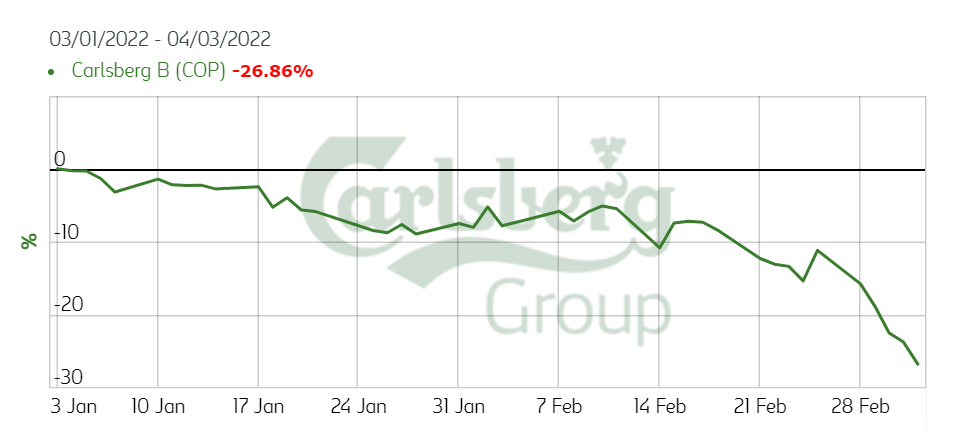 03/01/2022 - 04/03/2022
• Carlsberg B (COP) -26.86%
0
-10
-20
-30
%
Carlsberg
Group
3 Jan 10 Jan 17 Jan 24 Jan 31 Jan 7 Feb 14 Feb 21 Feb 28 Feb